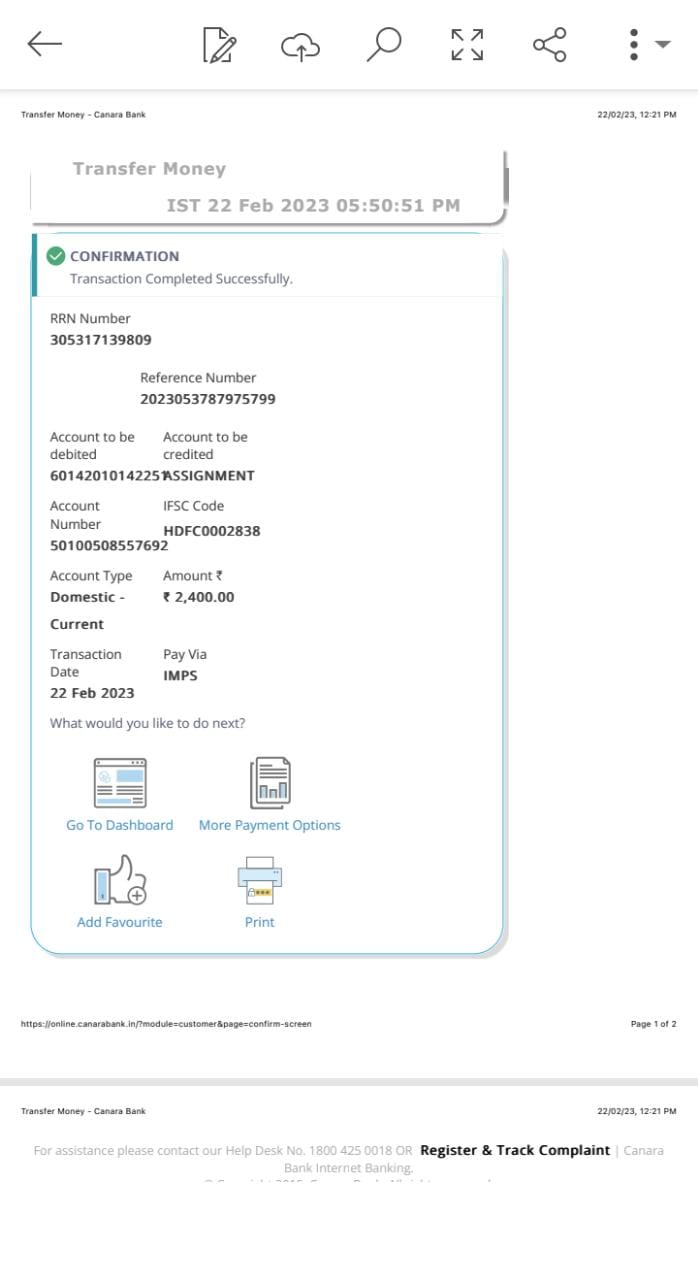 Transfer Money - Canara Bank 22/02/23, 12:21 PM
Transfer Money
IST 22 Feb 2023 05:50:51 PM
CONFIRMATION
Transaction Completed Successfully.
RRN Number
305317139809
Reference Number
2023053787975799
Account to be Account to be
debited credited
60142010142251 ASSIGNMENT
Account IFSC Code
Number HDFC0002838
50100508557692
Account Type Amount ₹
Domestic - ₹ 2,400.00
Current
Transaction Pay Via
Date IMPS
22 Feb 2023
What would you like to do next?
Go To Dashboard More Payment Options
Add Favourite Print
https://online.canarabank.in/?module=customer&page=confirm-screen Page 1 of 2
Transfer Money - Canara Bank 22/02/23, 12:21 PM
For assistance please contact our Help Desk No. 1800 425 0018 OR Register & Track Complaint | Canara
Bank Internet Banking.